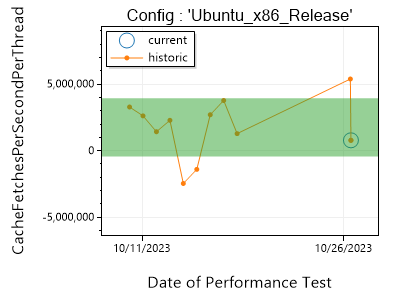 Config : 'Ubuntu_x86_Release'
current
historic
CacheFetchesPerSecondPerThread
5,000,000
0
-5,000,000
10/11/2023
10/26/2023
Date of Performance Test